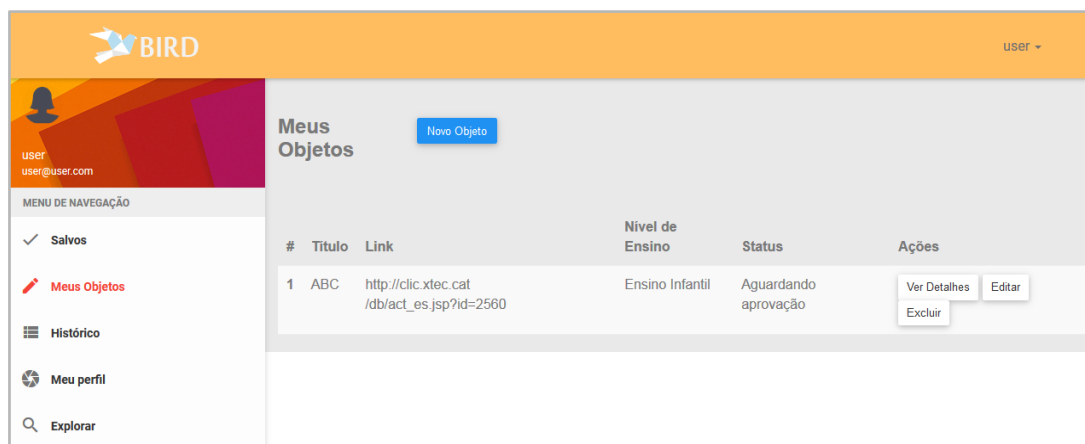 BIRD
user
user
user@user.com
MENU DE NAVEGAÇÃO
Salvos
Meus Objetos
Histórico
Meu perfil
Explorar
Meus
Objetos
Novo Objeto
# Titulo Link Nível de
Ensino Status Ações
1 ABC http://clic.xtec.cat
/db/act_es.jsp?id=2560 Ensino Infantil Aguardando
aprovação Ver Detalhes Editar
Excluir